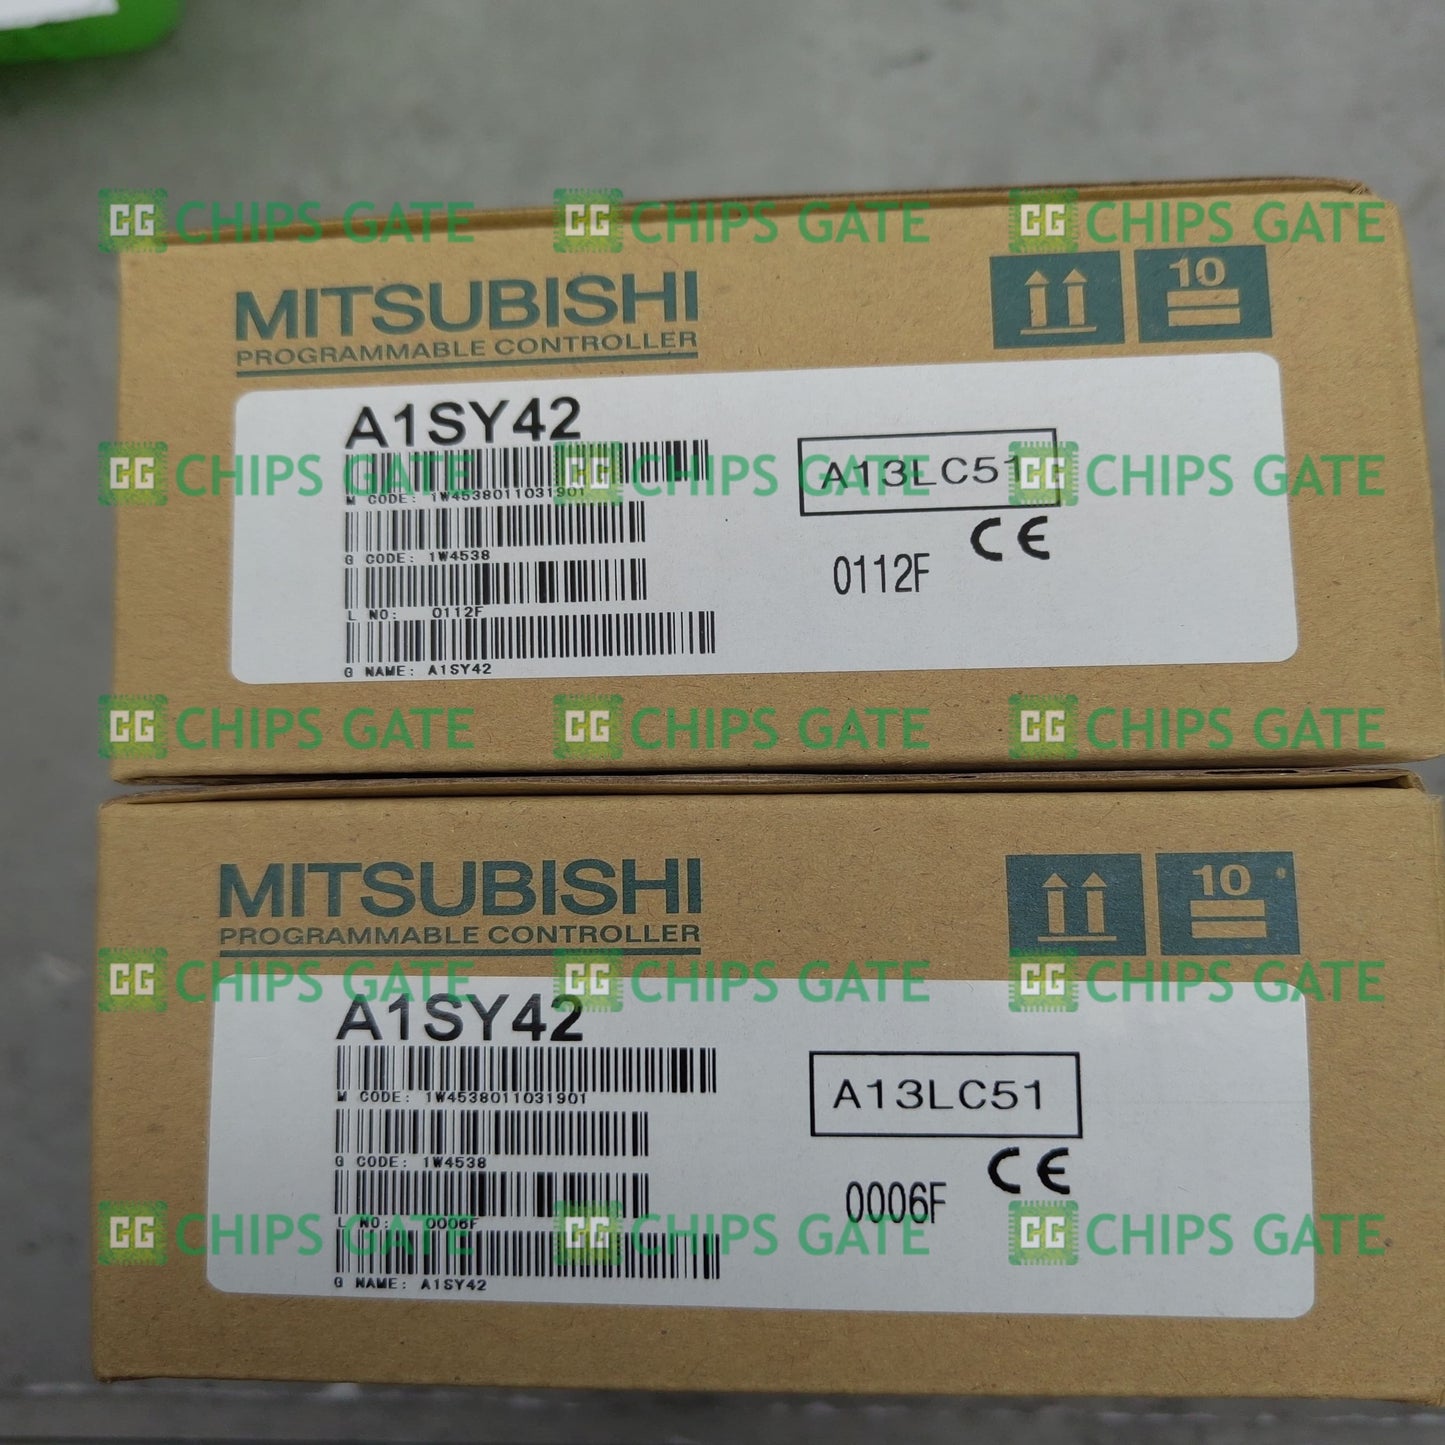 CG CHIPS GATE CG CHIPS GATE CG CHIPS GATE
MITSUBISHI
PROGRAMMABLE CONTROLLER
10
A1SY42
CG CHIPS GATE CG CHIPS GATE CG CHIPS GATE
A13LC51
M CODE: 1W4538011031901
G CODE: 1W4538
CE
0112F
L NO: 0112F
G NAME: A1SY42
CG CHIPS GATE CG CHIPS GATE CG CHIPS GATE
MITSUBISHI
PROGRAMMABLE CONTROLLER
10
CG CHIPS GATE CG CHIPS GATE CG CHIPS GATE
A1SY42
M CODE: 1W4538011031901
A13LC51
G CODE: 1W4538
CE
0006F
L NO: 0006F
CG CHIPS GATE CG CHIPS GATE CG CHIPS GATE
G NAME: A1SY42